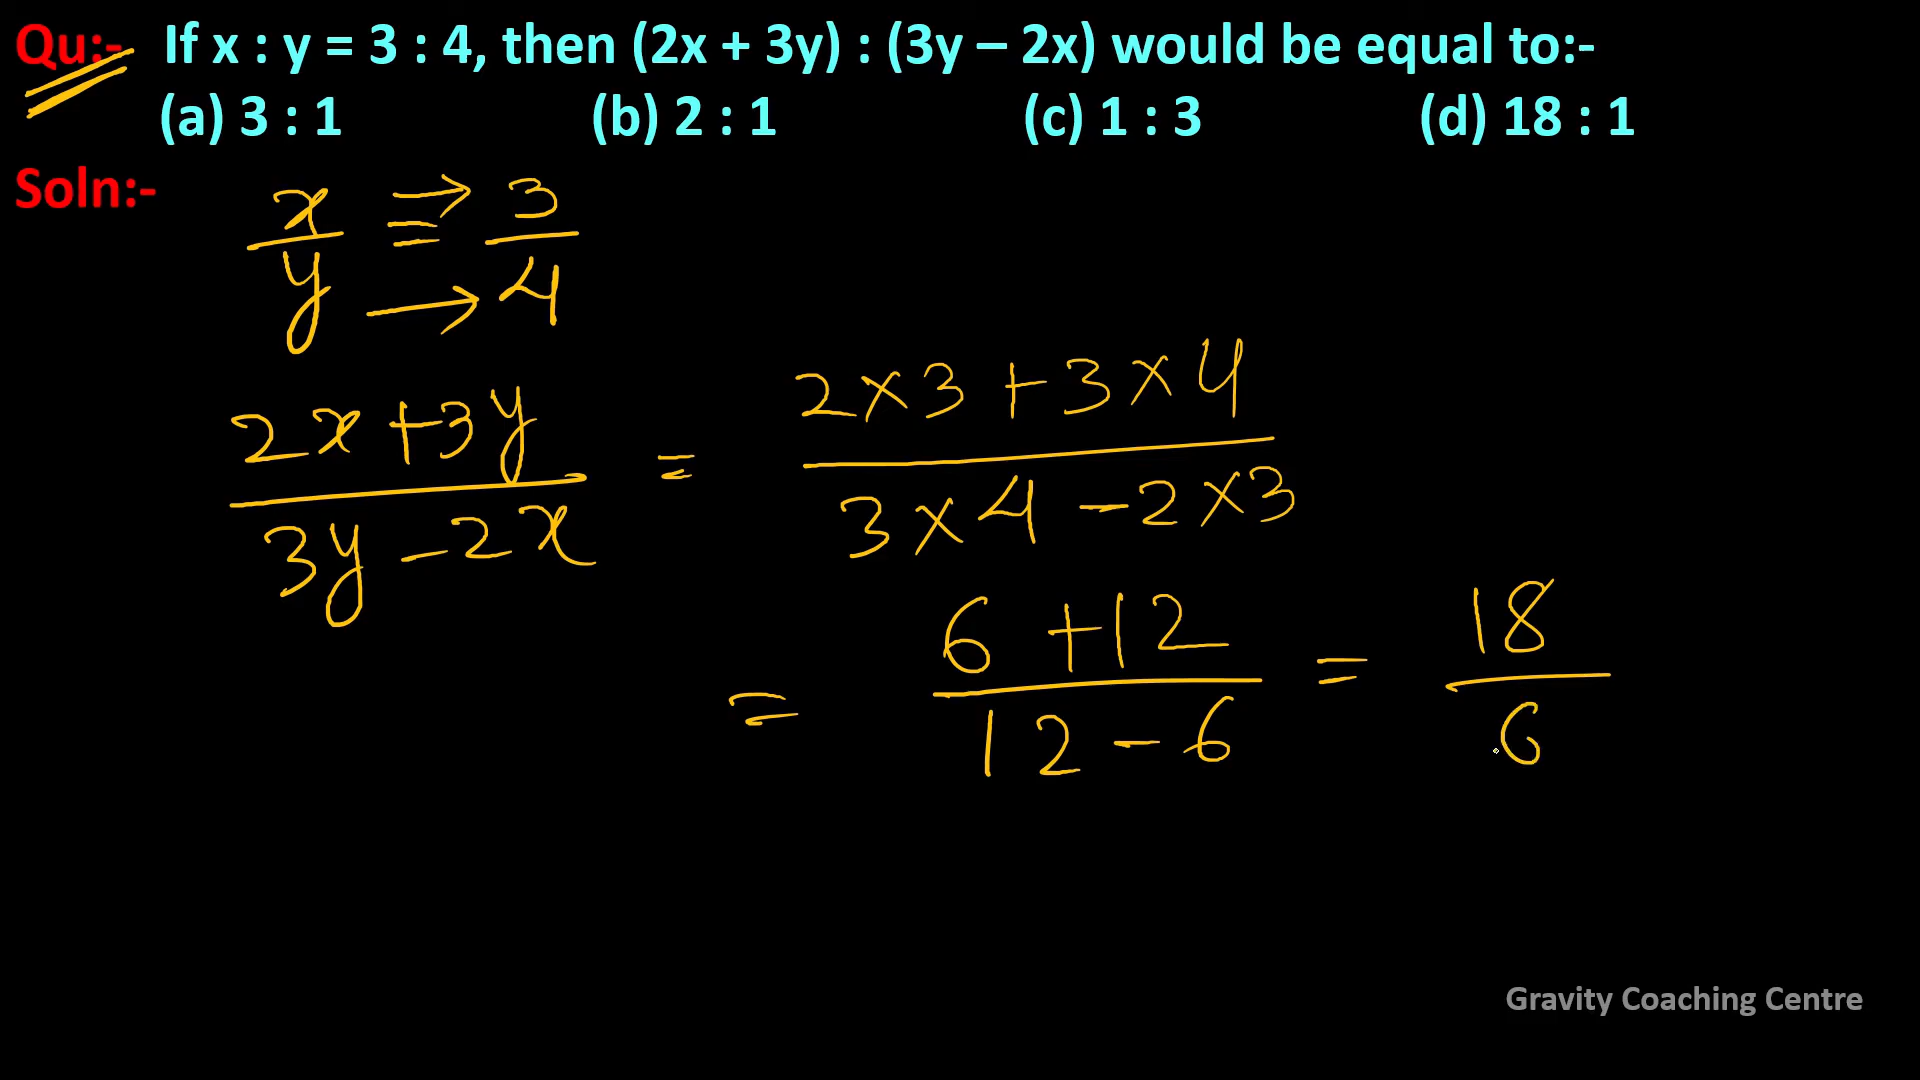 Qu:- If x : y = 3 : 4, then (2x + 3y) : (3y – 2x) would be equal to:-
(a) 3 : 1 (b) 2 : 1 (c) 1 : 3 (d) 18 : 1
Soln:-
x/y = 3/4
(2x+3y)/(3y-2x) = (2×3+3×4)/(3×4-2×3)
= (6+12)/(12-6) = 18/6
Gravity Coaching Centre